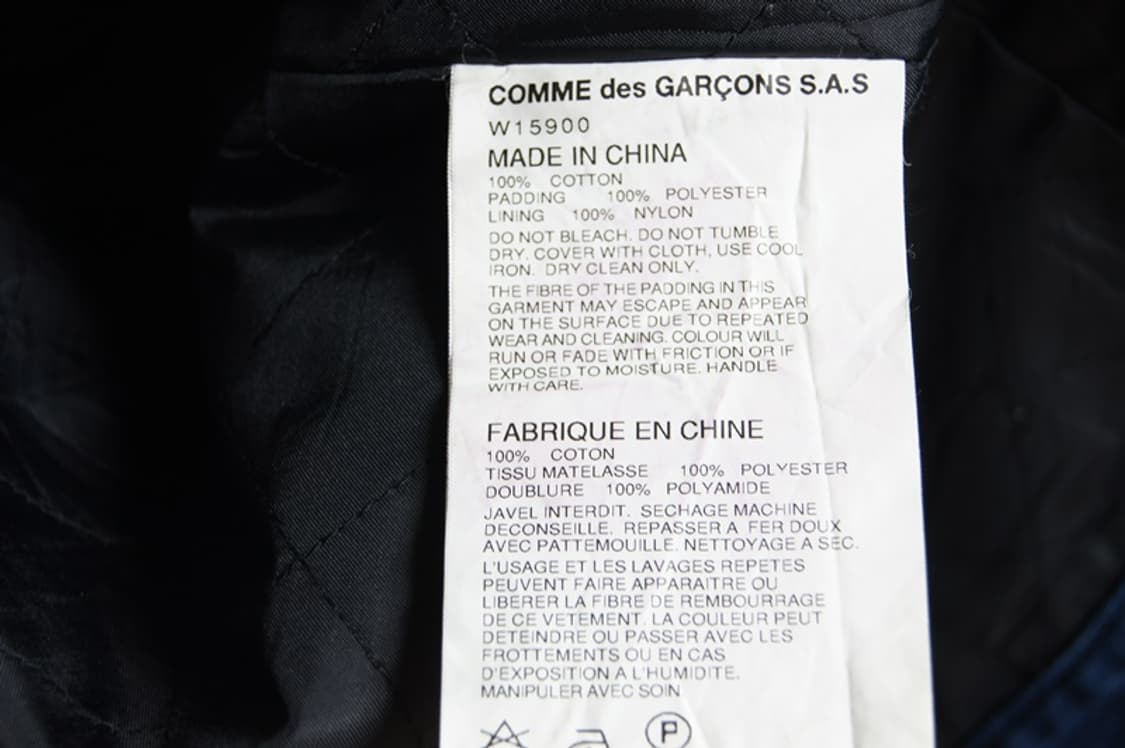 COMME des GARÇONS S.A.S
W15900
MADE IN CHINA
100% COTTON
PADDING 100% POLYESTER
LINING 100% NYLON
DO NOT BLEACH. DO NOT TUMBLE
DRY. COVER WITH CLOTH, USE COOL
IRON. DRY CLEAN ONLY.
THE FIBRE OF THE PADDING IN THIS
GARMENT MAY ESCAPE AND APPEAR
ON THE SURFACE DUE TO REPEATED
WEAR AND CLEANING. COLOUR WILL
RUN OR FADE WITH FRICTION OR IF
EXPOSED TO MOISTURE. HANDLE
WITH CARE.
FABRIQUE EN CHINE
100% COTON
TISSU MATELASSE 100% POLYESTER
DOUBLURE 100% POLYAMIDE
JAVEL INTERDIT. SECHAGE MACHINE
DECONSEILLE. REPASSER A FER DOUX
AVEC PATTEMOUILLE. NETTOYAGE A SEC.
L'USAGE ET LES LAVAGES REPETES
PEUVENT FAIRE APPARAITRE OU
LIBERER LA FIBRE DE REMBOURRAGE
DE CE VETEMENT. LA COULEUR PEUT
DETEINDRE OU PASSER AVEC LES
FROTTEMENTS OU EN CAS
D'EXPOSITION A L'HUMIDITE.
MANIPULER AVEC SOIN
P